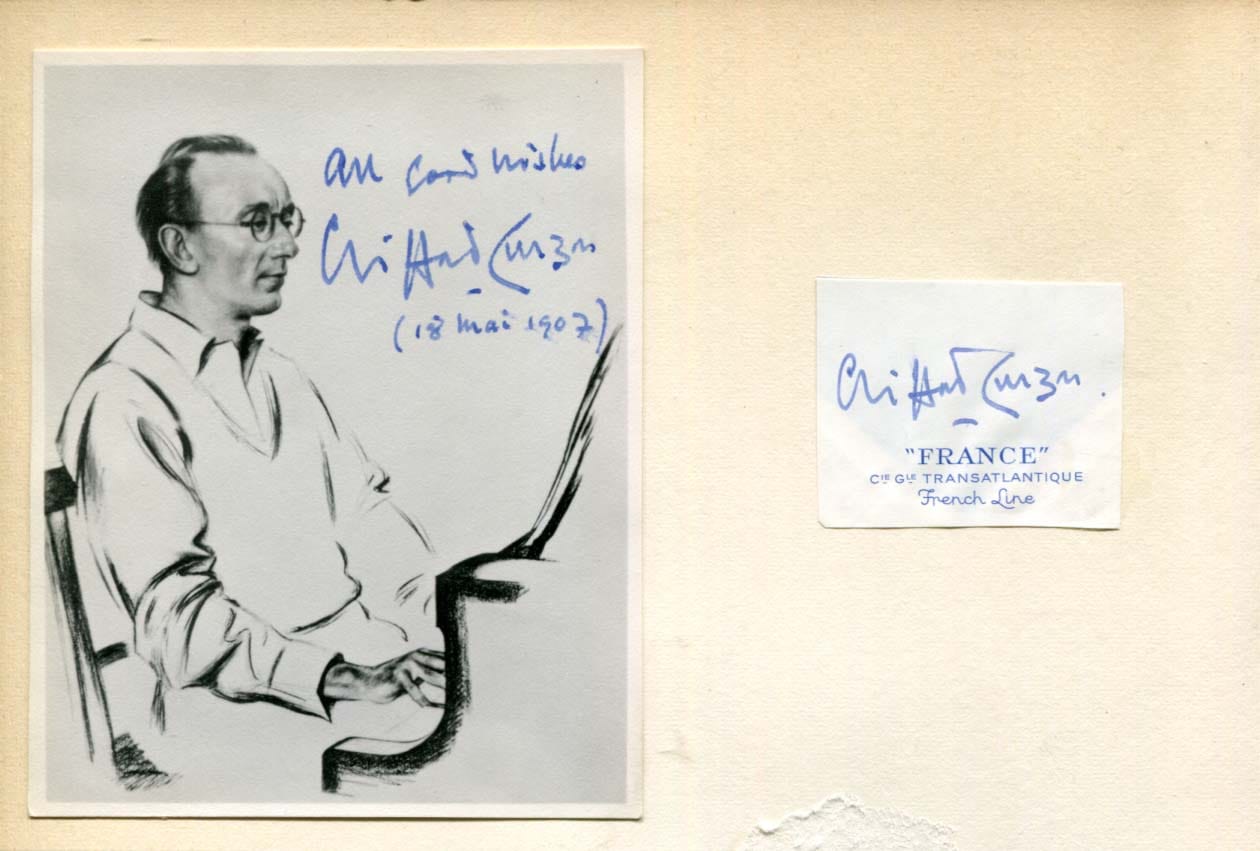 All Good Wishes
Clifford Curzon
(18 Mai 1907)
Clifford Curzon.
"FRANCE"
CIE GLE TRANSATLANTIQUE
French Line